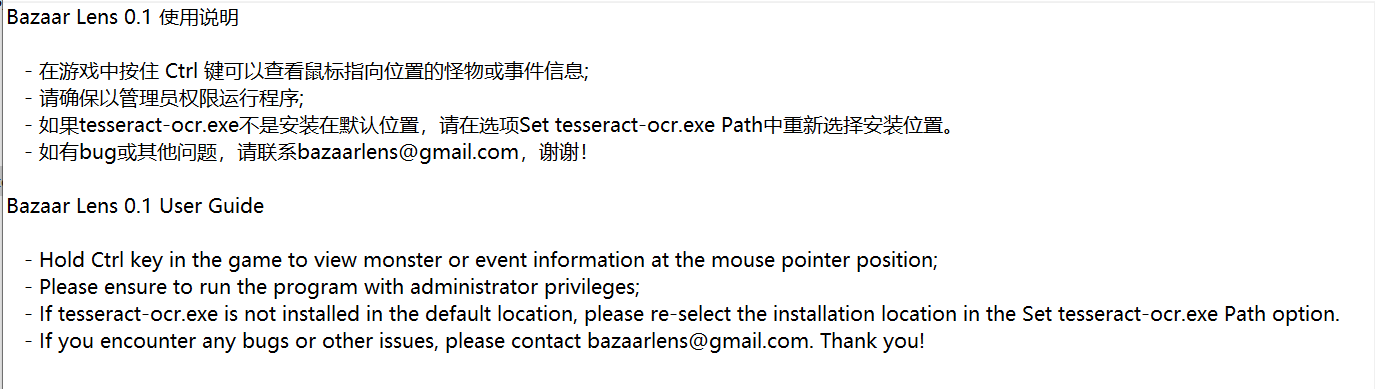 Bazaar Lens 0.1 使用说明
- 在游戏中按住 Ctrl 键可以查看鼠标指向位置的怪物或事件信息;
- 请确保以管理员权限运行程序;
- 如果tesseract-ocr.exe不是安装在默认位置，请在选项Set tesseract-ocr.exe Path中重新选择安装位置。
- 如有bug或其他问题，请联系bazaarlens@gmail.com，谢谢！
Bazaar Lens 0.1 User Guide
- Hold Ctrl key in the game to view monster or event information at the mouse pointer position;
- Please ensure to run the program with administrator privileges;
- If tesseract-ocr.exe is not installed in the default location, please re-select the installation location in the Set tesseract-ocr.exe Path option.
- If you encounter any bugs or other issues, please contact bazaarlens@gmail.com. Thank you!